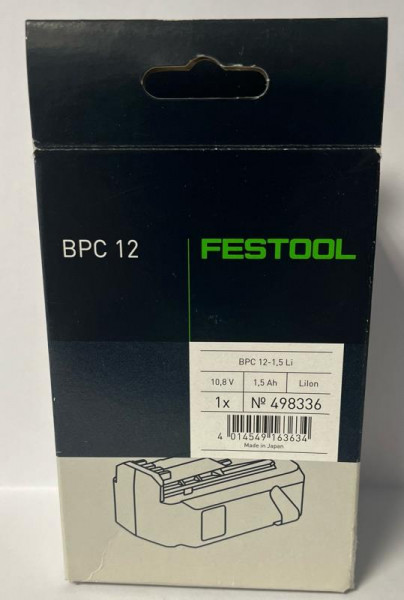 BPC 12 FESTOOL
BPC 12-1,5 Li
10,8 V 1,5 Ah LiIon
1x № 498336
4 014549 163634
Made in Japan